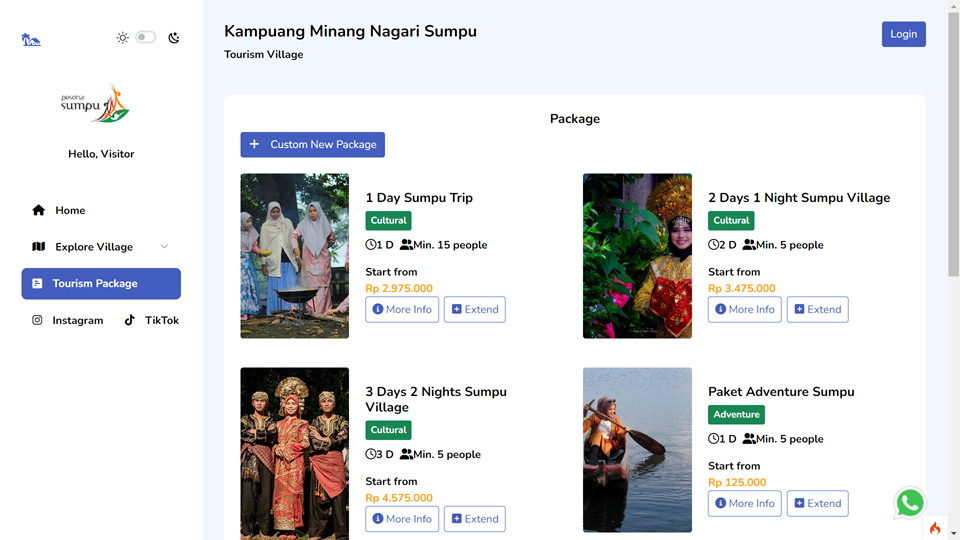 Kampuang Minang Nagari Sumpu
Tourism Village
Login
pesona
sumpu
Hello, Visitor
Home
Explore Village
Tourism Package
Instagram
TikTok
Package
Custom New Package
1 Day Sumpu Trip
Cultural
1 D Min. 15 people
Start from
Rp 2.975.000
More Info
Extend
2 Days 1 Night Sumpu Village
Cultural
2 D Min. 5 people
Start from
Rp 3.475.000
More Info
Extend
3 Days 2 Nights Sumpu
Village
Cultural
3 D Min. 5 people
Start from
Rp 4.575.000
More Info
Extend
Paket Adventure Sumpu
Adventure
1 D Min. 5 people
Start from
Rp 125.000
More Info
Extend